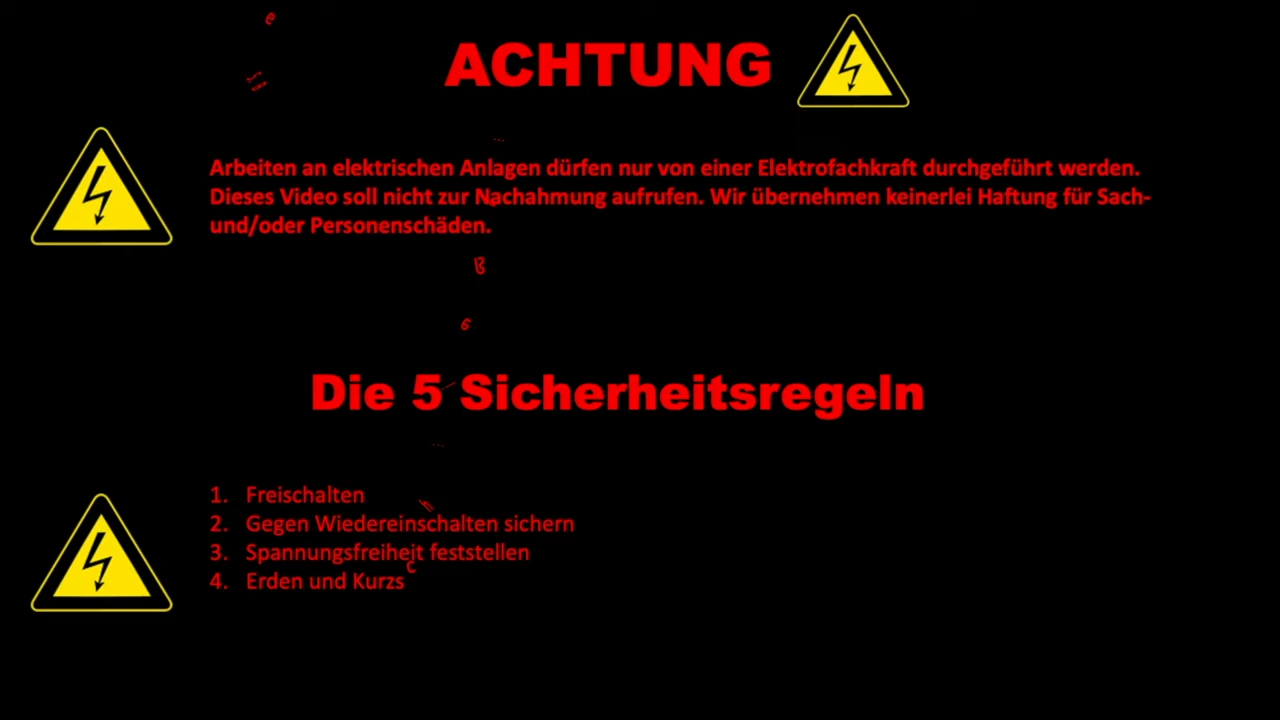 ACHTUNG
Arbeiten an elektrischen Anlagen dürfen nur von einer Elektrofachkraft durchgeführt werden.
Dieses Video soll nicht zur Nachahmung aufrufen. Wir übernehmen keinerlei Haftung für Sach-
und/oder Personenschäden.
Die 5 Sicherheitsregeln
1. Freischalten
2. Gegen Wiedereinschalten sichern
3. Spannungsfreiheit feststellen
4. Erden und Kurzs